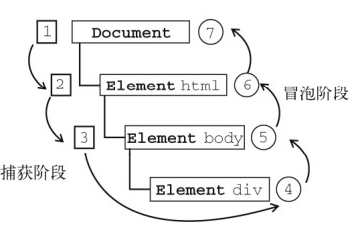 1 Document 7
2 Element html 6
冒泡阶段
3 Element body 5
捕获阶段
Element div 4